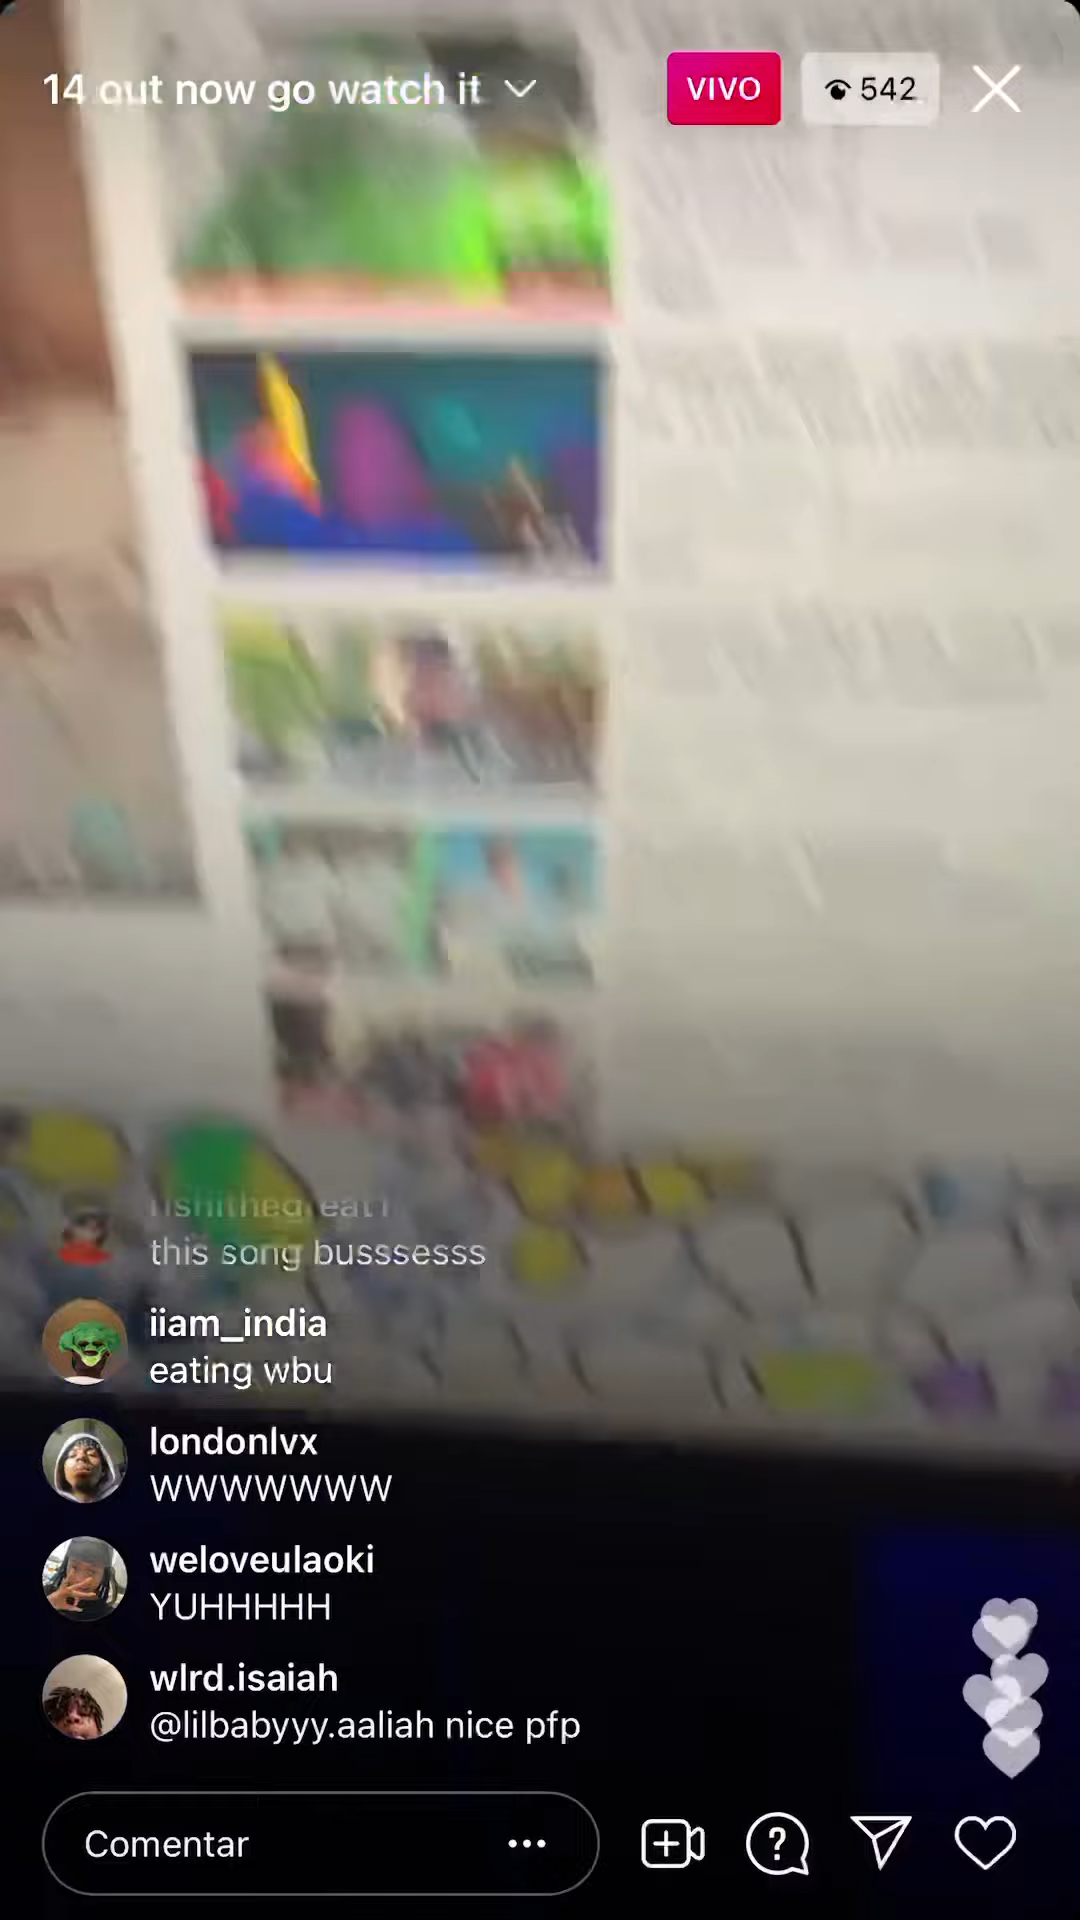 14 out now go watch it
VIVO
542
this song busssesss
iiam_india
eating wbu
londonlvx
WWWWWWW
weloveulaoki
YUHHHHH
wlrd.isaiah
@lilbabyyy.aaliah nice pfp
Comentar